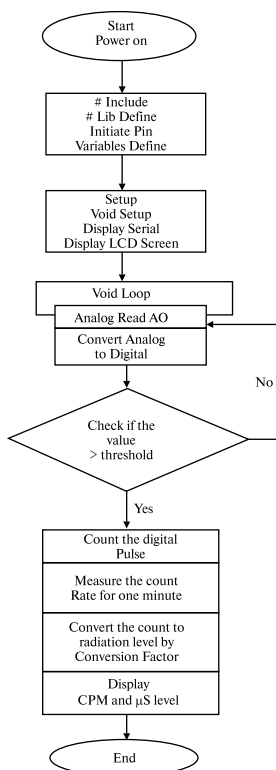 Start
Power on
# Include
# Lib Define
Initiate Pin
Variables Define
Setup
Void Setup
Display Serial
Display LCD Screen
Void Loop
Analog Read AO
Convert Analog
to Digital
No
Check if the
value
> threshold
Yes
Count the digital
Pulse
Measure the count
Rate for one minute
Convert the count to
radiation level by
Conversion Factor
Display
CPM and μS level
End